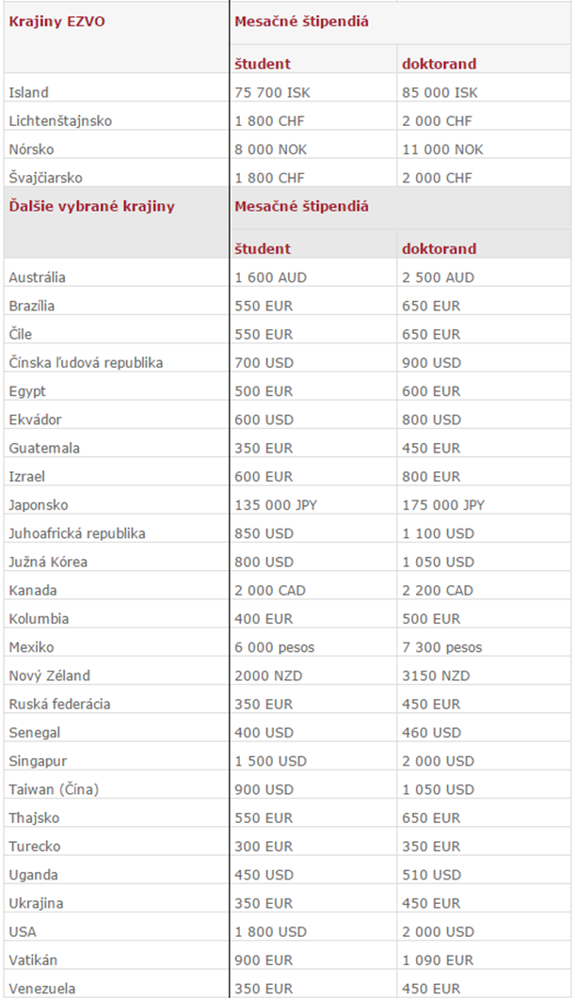 Krajiny EZVO Mesačné štipendiá
študent doktorand
Island 75 700 ISK 85 000 ISK
Lichtenštajnsko 1 800 CHF 2 000 CHF
Nórsko 8 000 NOK 11 000 NOK
Švajčiarsko 1 800 CHF 2 000 CHF
Ďalšie vybrané krajiny Mesačné štipendiá
študent doktorand
Austrália 1 600 AUD 2 500 AUD
Brazília 550 EUR 650 EUR
Čile 550 EUR 650 EUR
Čínska ľudová republika 700 USD 900 USD
Egypt 500 EUR 600 EUR
Ekvádor 600 USD 800 USD
Guatemala 350 EUR 450 EUR
Izrael 600 EUR 800 EUR
Japonsko 135 000 JPY 175 000 JPY
Juhoafrická republika 850 USD 1 100 USD
Južná Kórea 800 USD 1 050 USD
Kanada 2 000 CAD 2 200 CAD
Kolumbia 400 EUR 500 EUR
Mexiko 6 000 pesos 7 300 pesos
Nový Zéland 2000 NZD 3150 NZD
Ruská federácia 350 EUR 450 EUR
Senegal 400 USD 460 USD
Singapur 1 500 USD 2 000 USD
Taiwan (Čína) 900 USD 1 050 USD
Thajsko 550 EUR 650 EUR
Turecko 300 EUR 350 EUR
Uganda 450 USD 510 USD
Ukrajina 350 EUR 450 EUR
USA 1 800 USD 2 000 USD
Vatikán 900 EUR 1 090 EUR
Venezuela 350 EUR 450 EUR